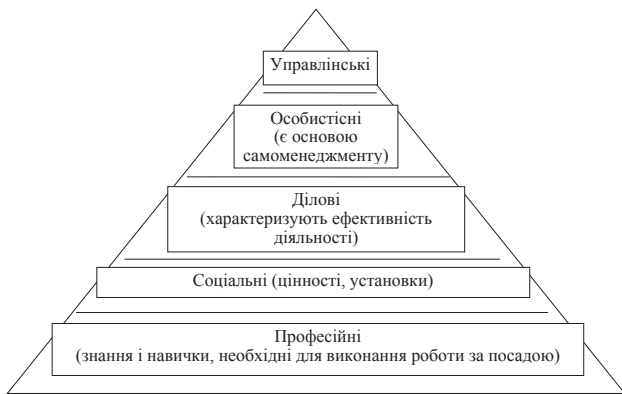 Управлінські
Особистісні
(є основою
самоменеджменту)
Ділові
(характеризують ефективність
діяльності)
Соціальні (цінності, установки)
Професійні
(знання і навички, необхідні для виконання роботи за посадою)